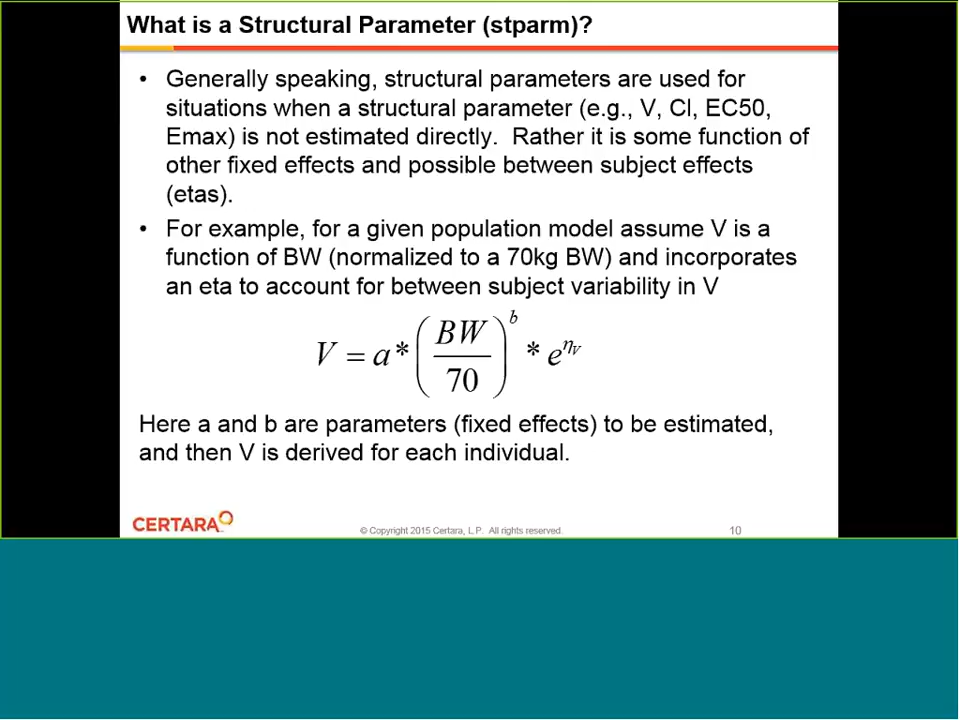 What is a Structural Parameter (stparm)?
• Generally speaking, structural parameters are used for
situations when a structural parameter (e.g., V, Cl, EC50,
Emax) is not estimated directly.  Rather it is some function of
other fixed effects and possible between subject effects
(etas).
• For example, for a given population model assume V is a
function of BW (normalized to a 70kg BW) and incorporates
an eta to account for between subject variability in V
V = a * (BW / 70)^b * e^(η_V)
Here a and b are parameters (fixed effects) to be estimated,
and then V is derived for each individual.
CERTARA
© Copyright 2015 Certara, L.P.  All rights reserved.
10